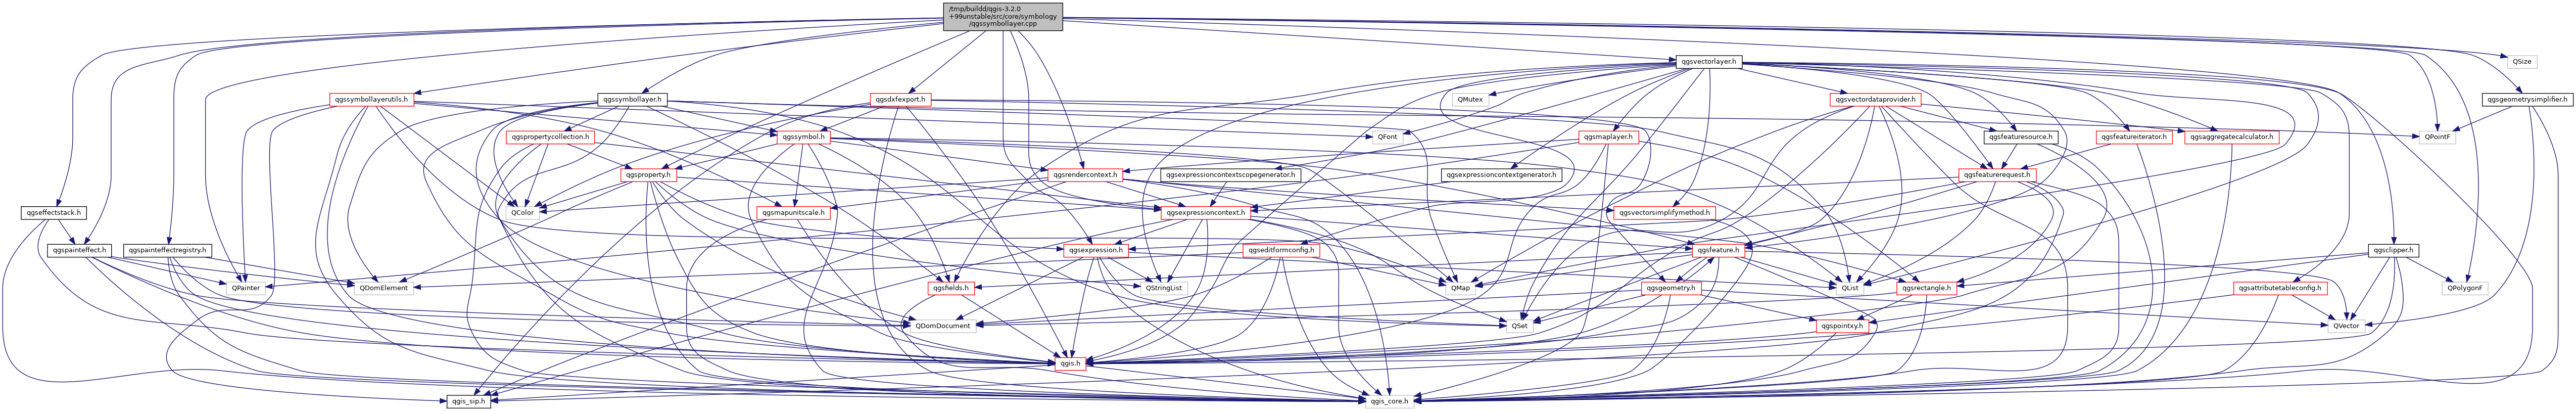 /tmp/buildd/qgis-3.2.0
+99unstable/src/core/symbology
/qgssymbollayer.cpp
qgsvectorlayer.h
QSize
qgssymbollayerutils.h
qgssymbollayer.h
qgsdxfexport.h
QMutex
qgsvectordataprovider.h
qgsgeometrysimplifier.h
qgspropertycollection.h
qgssymbol.h
QFont
qgsmaplayer.h
qgsfeaturesource.h
qgsfeatureiterator.h
qgsaggregatecalculator.h
QPointF
qgsproperty.h
qgsrendercontext.h
qgsexpressioncontextscopegenerator.h
qgsexpressioncontextgenerator.h
qgsfeaturerequest.h
qgseffectstack.h
QColor
qgsmapunitscale.h
qgsexpressioncontext.h
qgsvectorsimplifymethod.h
qgspainteffect.h
qgspainteffectregistry.h
qgsexpression.h
qgseditformconfig.h
qgsfeature.h
qgsclipper.h
QPainter
QDomElement
qgsfields.h
QStringList
QMap
qgsgeometry.h
QList
qgsrectangle.h
qgsattributetableconfig.h
QPolygonF
QDomDocument
QSet
qgspointxy.h
QVector
qgis.h
qgis_sip.h
qgis_core.h